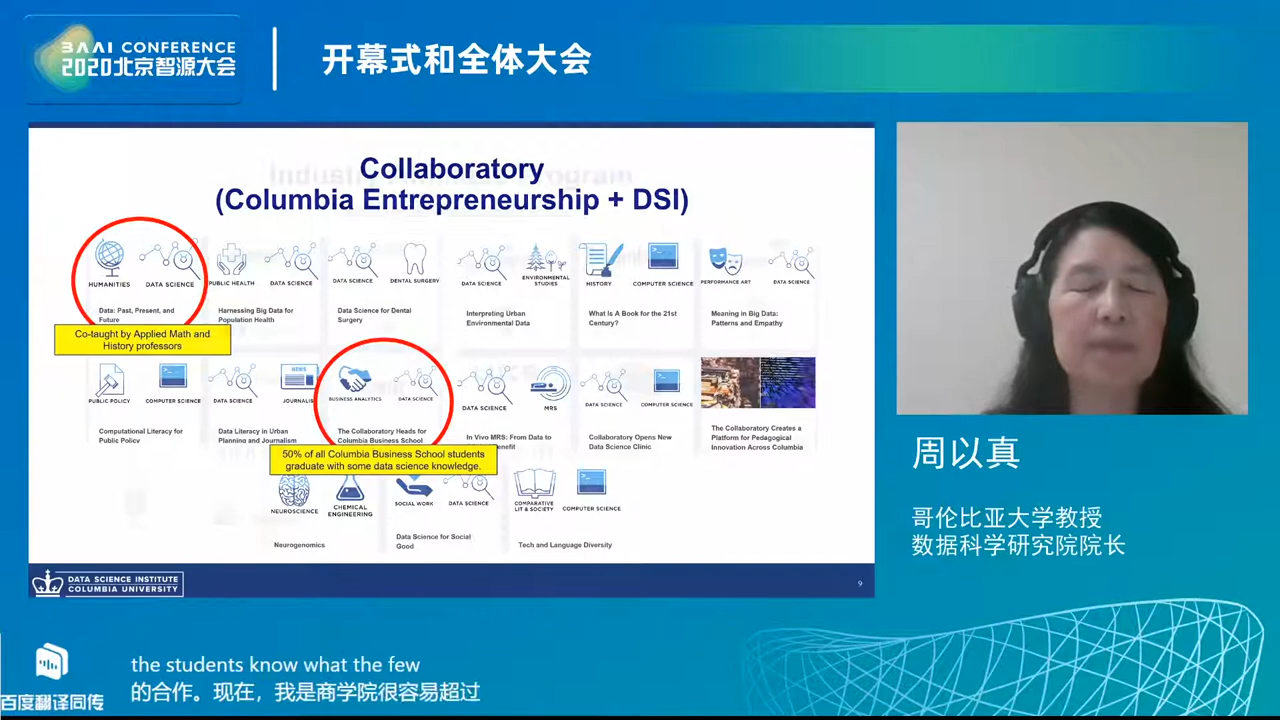 BAAI CONFERENCE
2020北京智源大会
开幕式和全体大会
Collaboratory
(Columbia Entrepreneurship + DSI)
HUMANITIES DATA SCIENCE
Data: Past, Present, and
Future
PUBLIC HEALTH DATA SCIENCE
Harnessing Big Data for
Population Health
DATA SCIENCE DENTAL SURGERY
Data Science for Dental
Surgery
DATA SCIENCE ENVIRONMENTAL STUDIES
Interpreting Urban
Environmental Data
HISTORY COMPUTER SCIENCE
What Is A Book for the 21st
Century?
PERFORMANCE ART DATA SCIENCE
Meaning in Big Data:
Patterns and Empathy
Co-taught by Applied Math and
History professors
PUBLIC POLICY COMPUTER SCIENCE
Computational Literacy for
Public Policy
DATA SCIENCE NEWS
Data Literacy in Urban
Planning and Journalism
BUSINESS ANALYTICS DATA SCIENCE
The Collaboratory Heads for
Columbia Business School
DATA SCIENCE MRS
In Vivo MRS: From Data to
DATA SCIENCE COMPUTER SCIENCE
Collaboratory Opens New
Data Science Clinic
The Collaboratory Creates a
Platform for Pedagogical
Innovation Across Columbia
50% of all Columbia Business School students
graduate with some data science knowledge.
NEUROSCIENCE CHEMICAL ENGINEERING
Neurogenomics
SOCIAL WORK DATA SCIENCE
Data Science for Social
Good
COMPARATIVE LIT & SOCIETY COMPUTER SCIENCE
Tech and Language Diversity
DATA SCIENCE INSTITUTE
COLUMBIA UNIVERSITY
9
周以真
哥伦比亚大学教授
数据科学研究院院长
百度翻译同传
the students know what the few
的合作。现在，我是商学院很容易超过